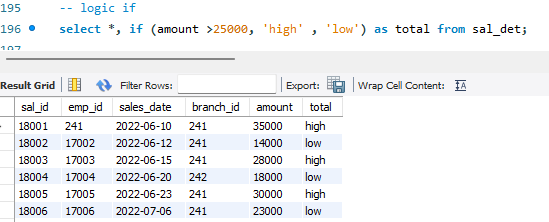 195 -- logic if
196 select *, if (amount >25000, 'high' , 'low') as total from sal_det;
Result Grid Filter Rows: Export: Wrap Cell Content: IA
sal_id emp_id sales_date branch_id amount total
18001 241 2022-06-10 241 35000 high
18002 17002 2022-06-12 241 14000 low
18003 17003 2022-06-15 241 28000 high
18004 17004 2022-06-20 242 18000 low
18005 17005 2022-06-23 241 30000 high
18006 17006 2022-07-06 241 23000 low